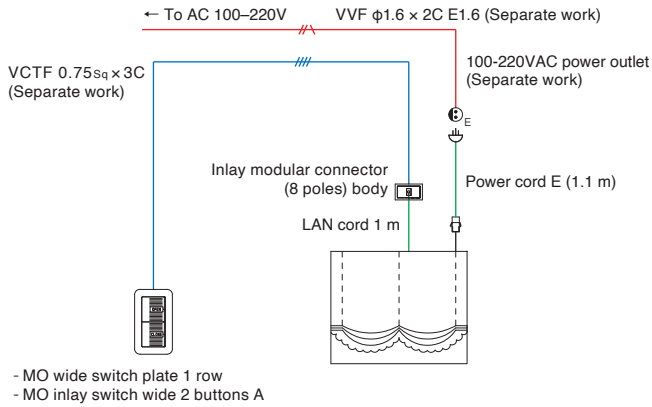 ← To AC 100–220V
VVF φ1.6 × 2C E1.6 (Separate work)
VCTF 0.75Sq×3C
(Separate work)
100-220VAC power outlet
(Separate work)
E
Inlay modular connector
(8 poles) body
Power cord E (1.1 m)
LAN cord 1 m
OPEN
CLOSE
- MO wide switch plate 1 row
- MO inlay switch wide 2 buttons A